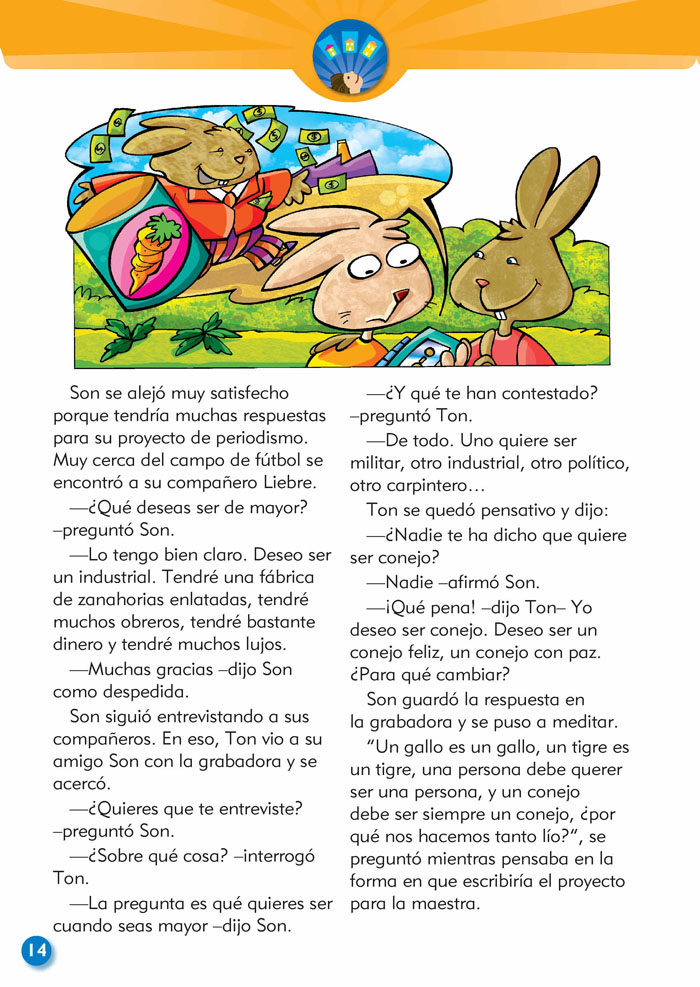 Son se alejó muy satisfecho
porque tendría muchas respuestas
para su proyecto de periodismo.
Muy cerca del campo de fútbol se
encontró a su compañero Liebre.
—¿Qué deseas ser de mayor?
–preguntó Son.
—Lo tengo bien claro. Deseo ser
un industrial. Tendré una fábrica
de zanahorias enlatadas, tendré
muchos obreros, tendré bastante
dinero y tendré muchos lujos.
—Muchas gracias –dijo Son
como despedida.
Son siguió entrevistando a sus
compañeros. En eso, Ton vio a su
amigo Son con la grabadora y se
acercó.
—¿Quieres que te entreviste?
–preguntó Son.
—¿Sobre qué cosa? –interrogó
Ton.
—La pregunta es qué quieres ser
cuando seas mayor –dijo Son.
—¿Y qué te han contestado?
–preguntó Ton.
—De todo. Uno quiere ser
militar, otro industrial, otro político,
otro carpintero…
Ton se quedó pensativo y dijo:
—¿Nadie te ha dicho que quiere
ser conejo?
—Nadie –afirmó Son.
—¡Qué pena! –dijo Ton– Yo
deseo ser conejo. Deseo ser un
conejo feliz, un conejo con paz.
¿Para qué cambiar?
Son guardó la respuesta en
la grabadora y se puso a meditar.
“Un gallo es un gallo, un tigre es
un tigre, una persona debe querer
ser una persona, y un conejo
debe ser siempre un conejo, ¿por
qué nos hacemos tanto lío?”, se
preguntó mientras pensaba en la
forma en que escribiría el proyecto
para la maestra.
14